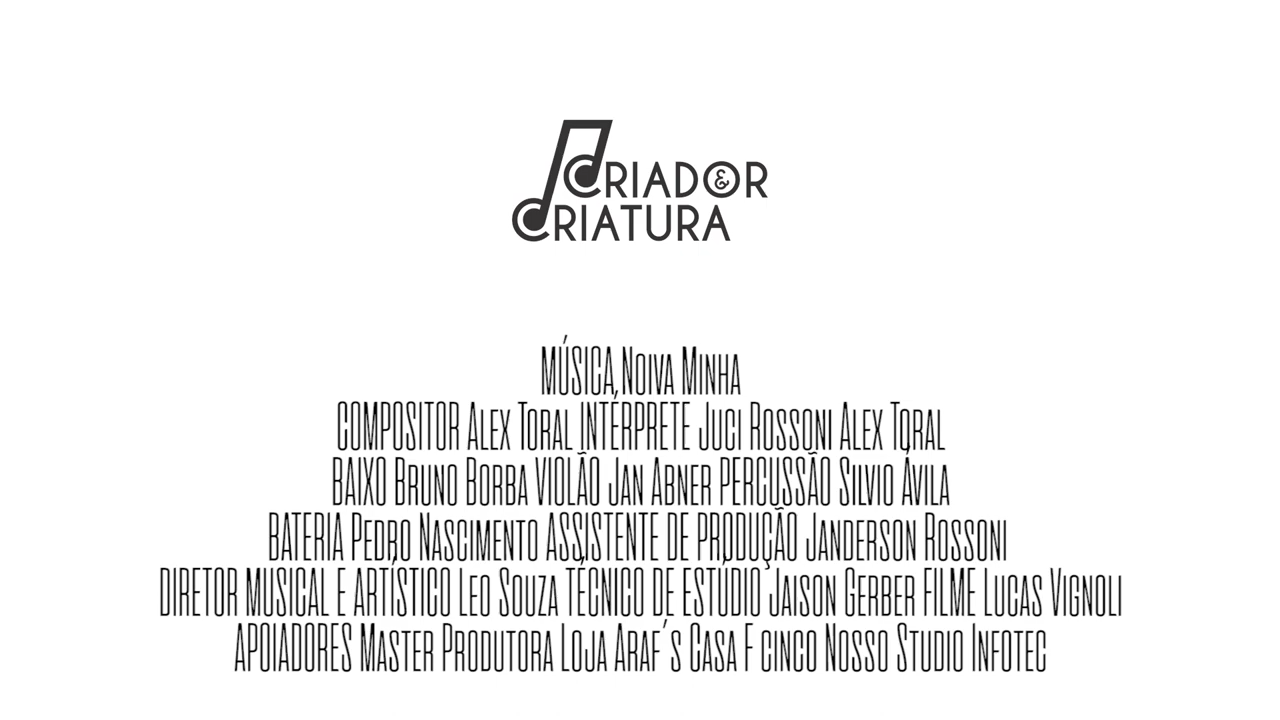 CRIADOR &
CRIATURA
MÚSICA Noiva Minha
COMPOSITOR Alex Toral INTÉRPRETE Juci Rossoni Alex Toral
BAIXO Bruno Borba VIOLÃO Jan Abner PERCUSSÃO Silvio Ávila
BATERIA Pedro Nascimento ASSISTENTE DE PRODUÇÃO Janderson Rossoni
DIRETOR MUSICAL E ARTÍSTICO Leo Souza TÉCNICO DE ESTÚDIO Jaison Gerber FILME Lucas Vignoli
APOIADORES Master Produtora Loja Araf's Casa F cinco Nosso Studio Infotec